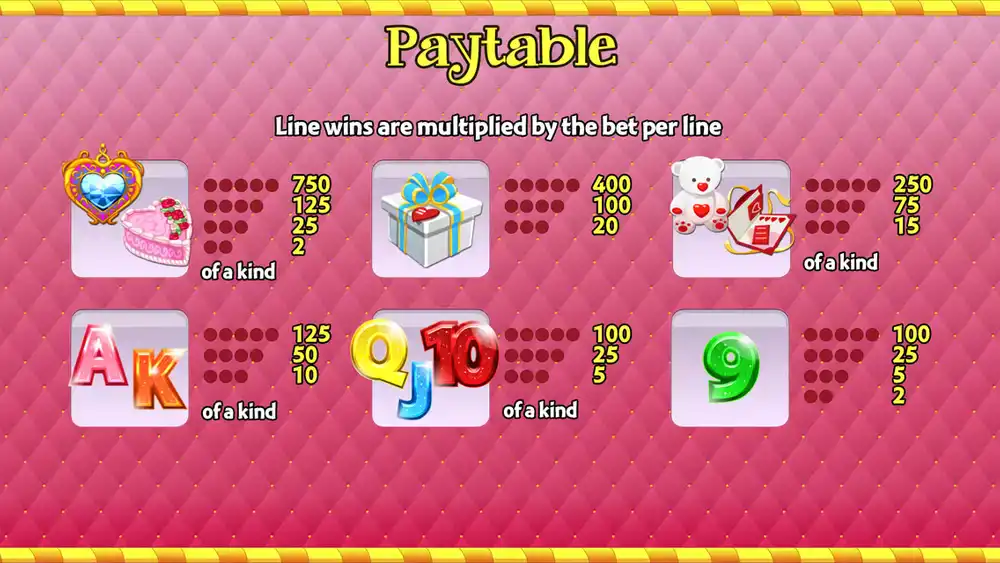 Paytable
Line wins are multiplied by the bet per line
750
125
25
2
of a kind
400
100
20
250
75
15
of a kind
A K
125
50
10
of a kind
Q J 10
100
25
5
of a kind
9
100
25
5
2